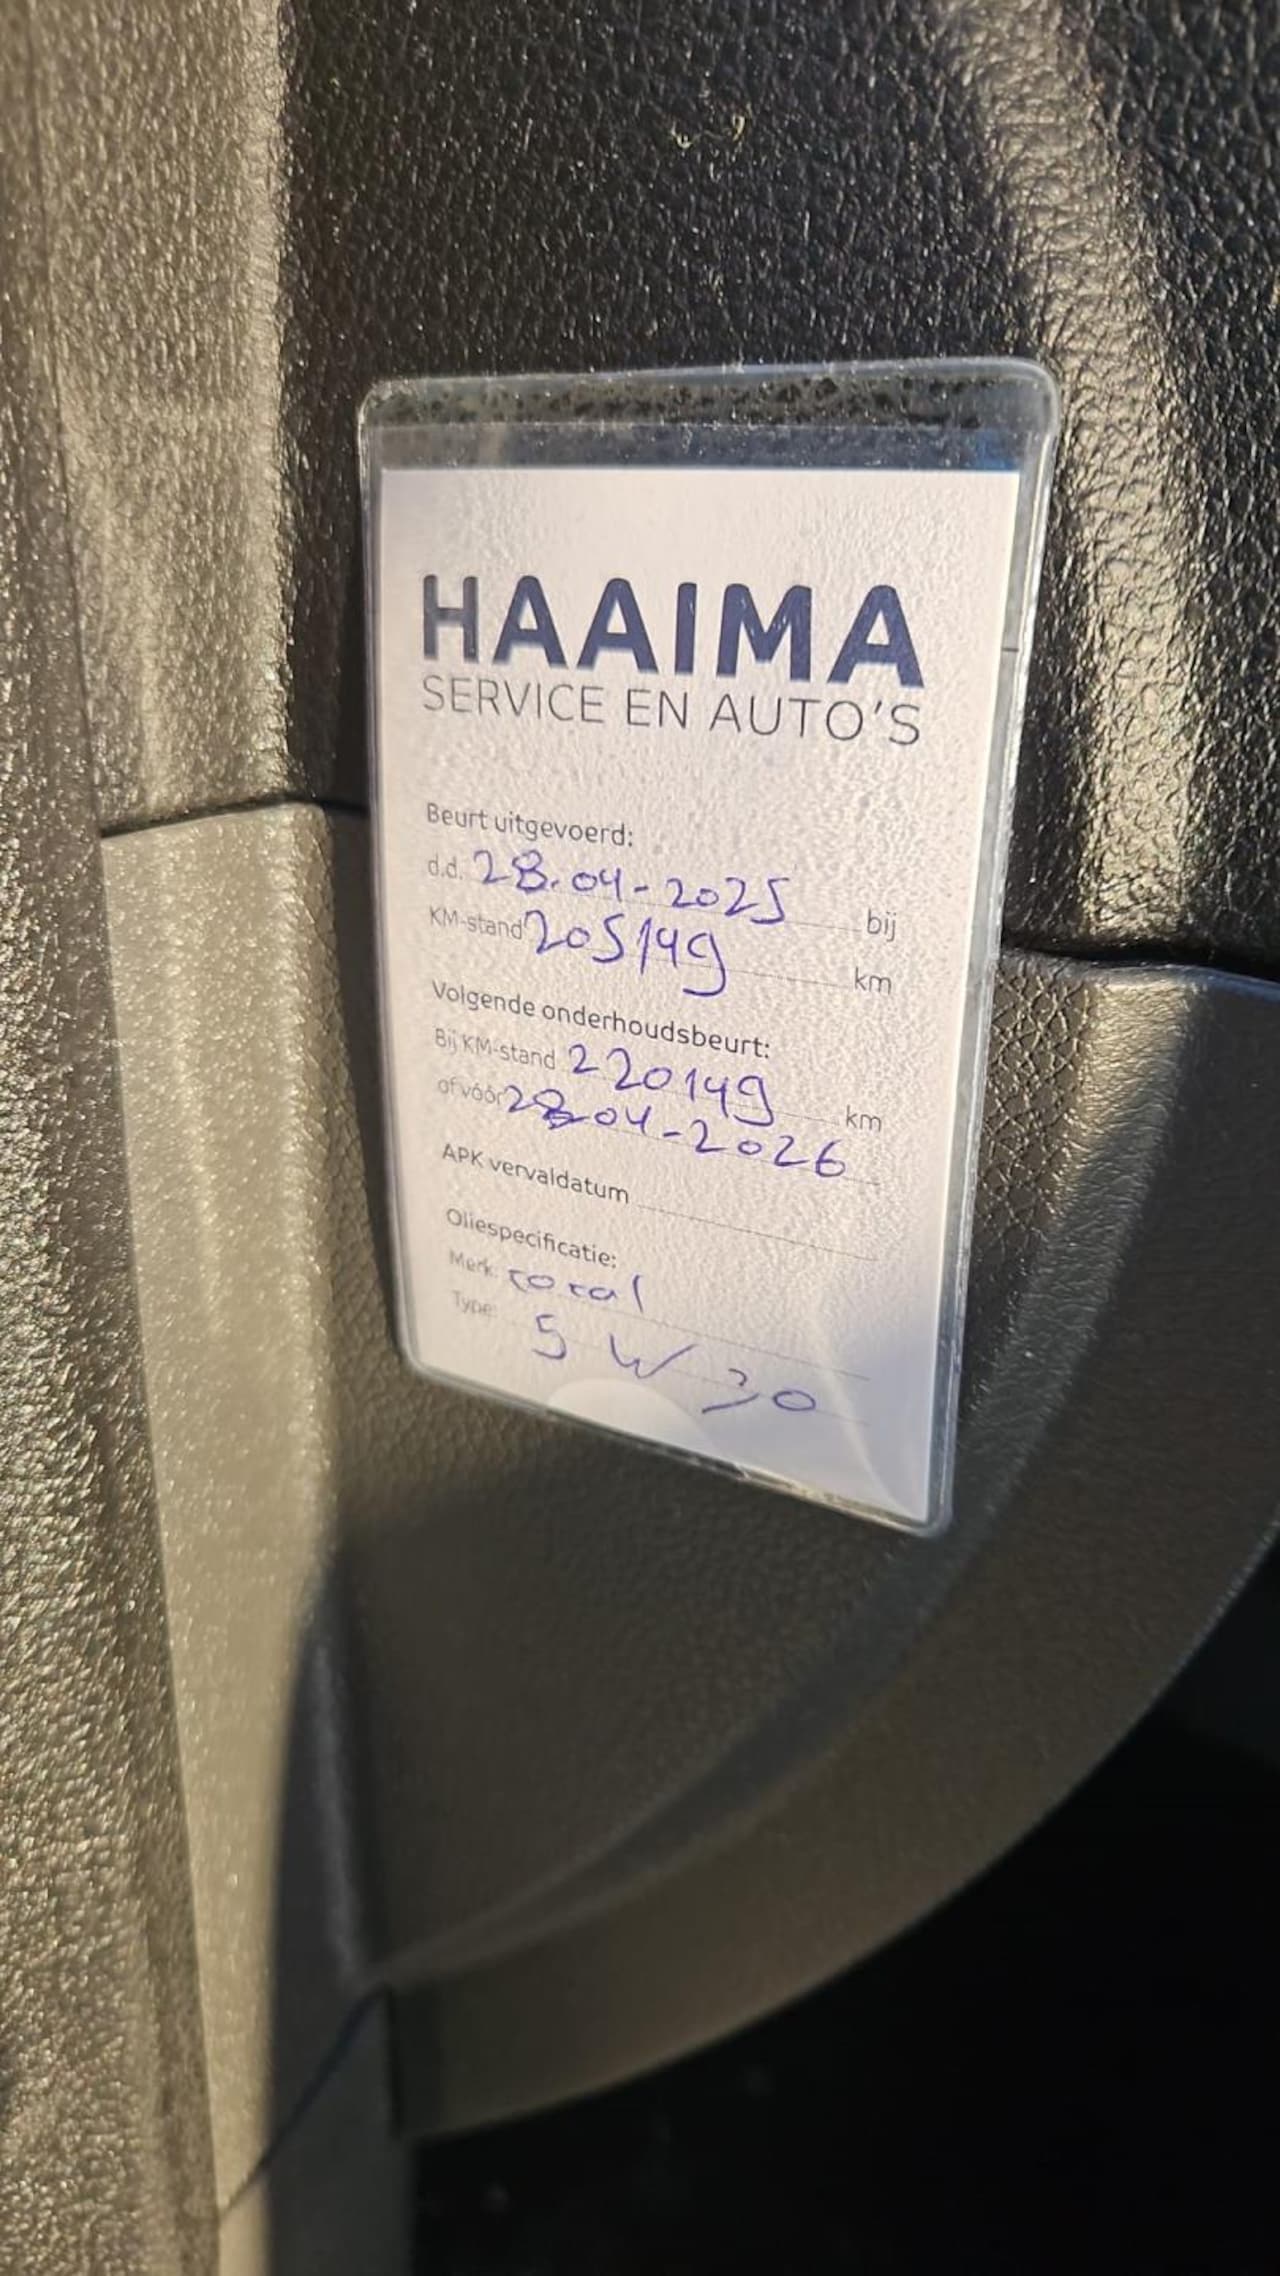 HAAIMA
SERVICE EN AUTO'S
Beurt uitgevoerd:
d.d. 28.04-2025 bij
KM-stand 205149 km
Volgende onderhoudsbeurt:
Bij KM-stand 220149 km
of vóór 28-04-2026
APK vervaldatum
Oliespecificatie:
Merk: total
Type: 5 W 30